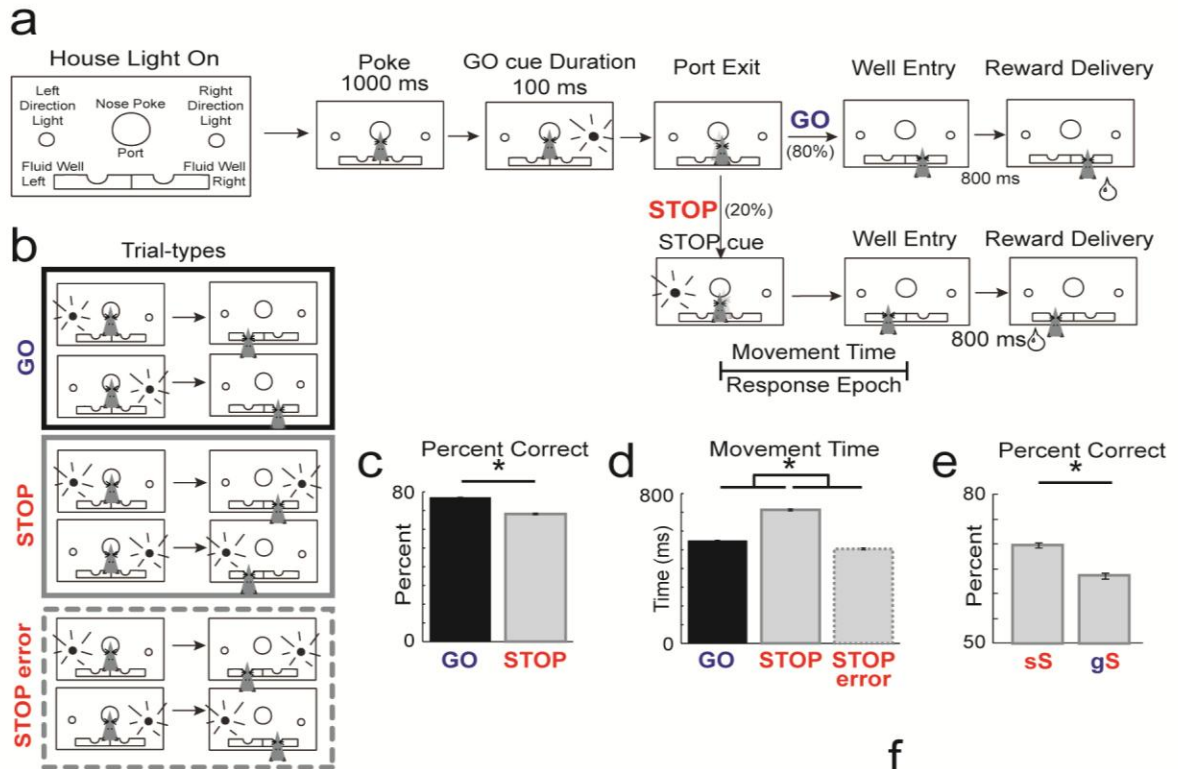 a
House Light On
Left
Direction
Light
Nose Poke
Port
Right
Direction
Light
Fluid Well
Left
Fluid Well
Right
Poke
1000 ms
GO cue Duration
100 ms
Port Exit
GO
(80%)
Well Entry
800 ms
Reward Delivery
STOP (20%)
STOP cue
Well Entry
800 ms
Reward Delivery
Movement Time
Response Epoch
b
Trial-types
GO
STOP
STOP error
c
Percent Correct
*
80
Percent
0
GO STOP
d
Movement Time
*
800
Time (ms)
0
GO STOP STOP
error
e
Percent Correct
*
80
Percent
50
sS gS
f